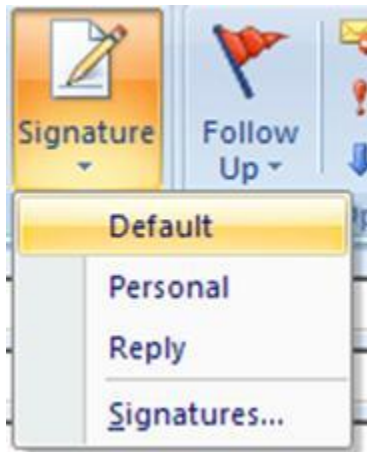 Signature
Follow
Up
Default
Personal
Reply
Signatures...